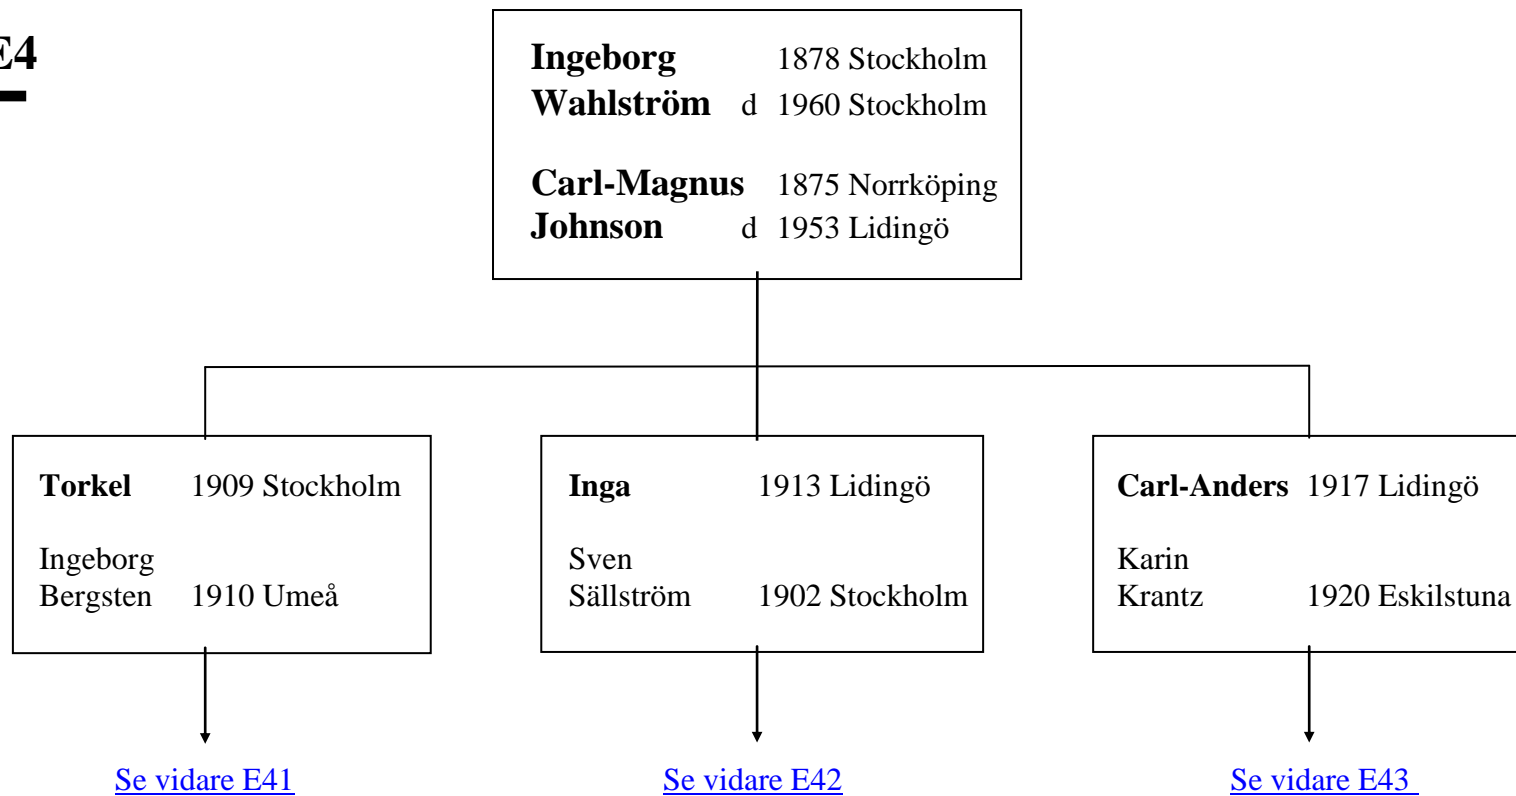 E4
Ingeborg 1878 Stockholm
Wahlström d 1960 Stockholm
Carl-Magnus 1875 Norrköping
Johnson d 1953 Lidingö
Torkel 1909 Stockholm
Ingeborg
Bergsten 1910 Umeå
Inga 1913 Lidingö
Sven
Sällström 1902 Stockholm
Carl-Anders 1917 Lidingö
Karin
Krantz 1920 Eskilstuna
Se vidare E41
Se vidare E42
Se vidare E43